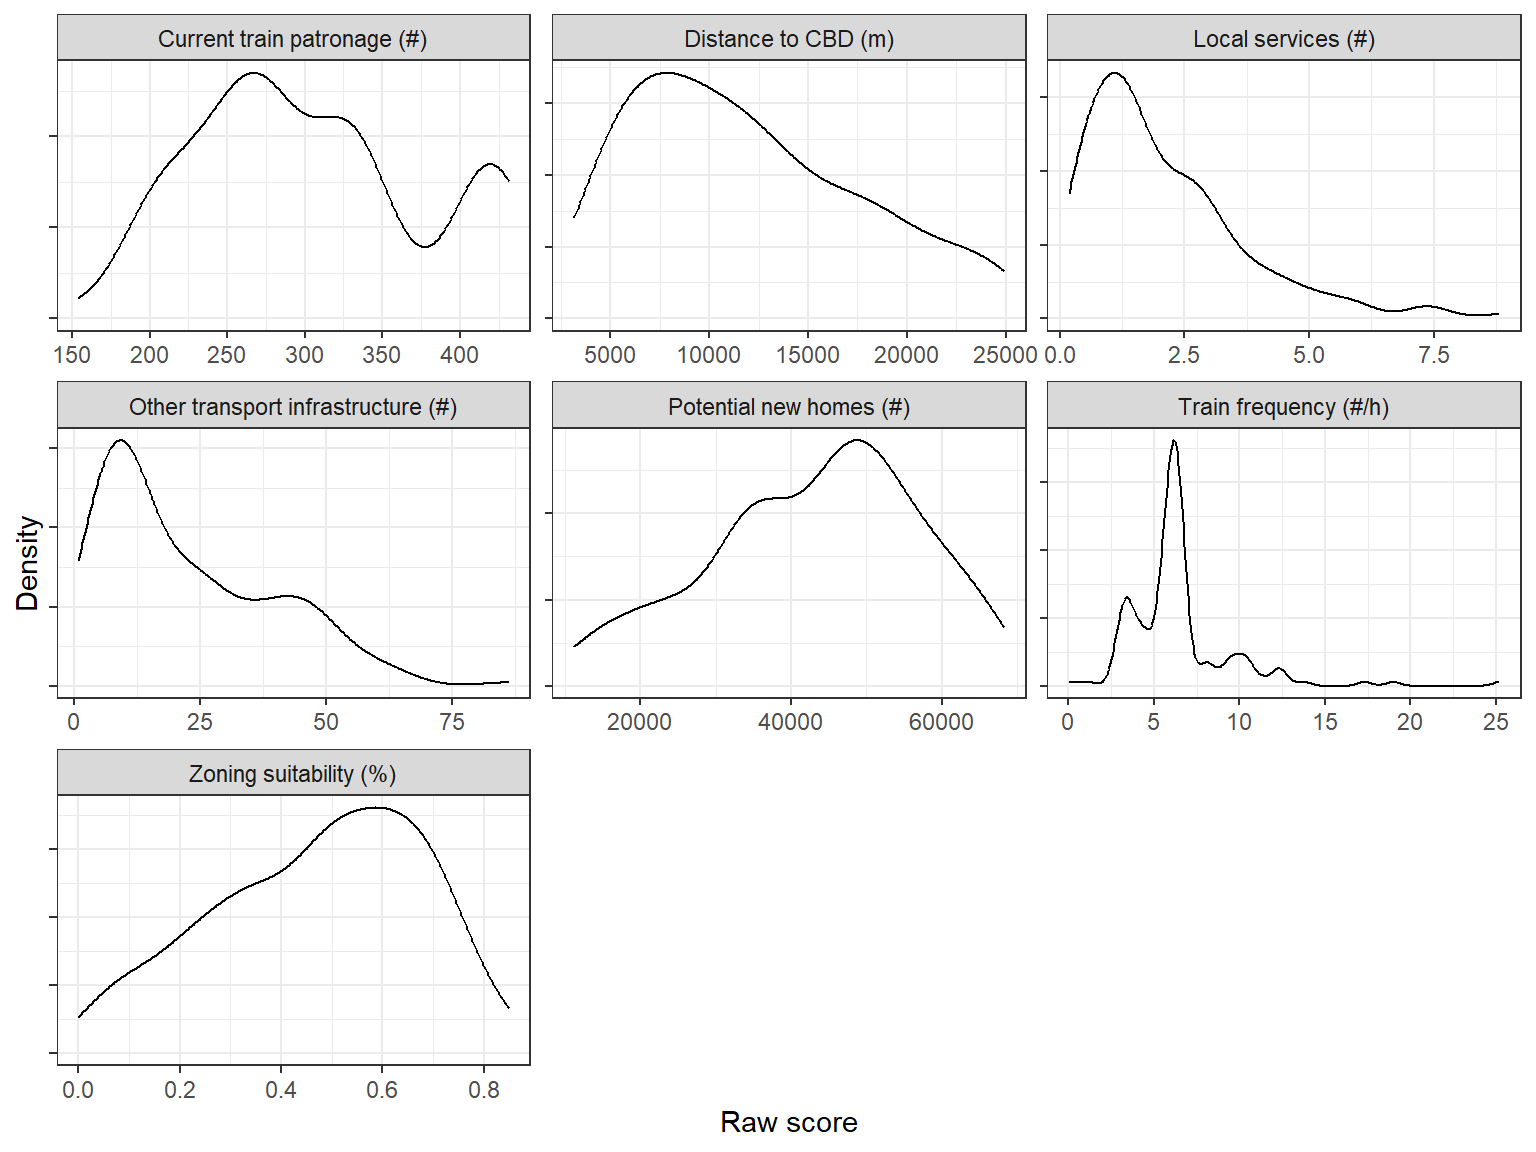 Current train patronage (#)
Distance to CBD (m)
Local services (#)
150 200 250 300 350 400
5000 10000 15000 20000 25000
0.0 2.5 5.0 7.5
Other transport infrastructure (#)
Potential new homes (#)
Train frequency (#/h)
Density
0 25 50 75
20000 40000 60000
0 5 10 15 20 25
Zoning suitability (%)
0.0 0.2 0.4 0.6 0.8
Raw score